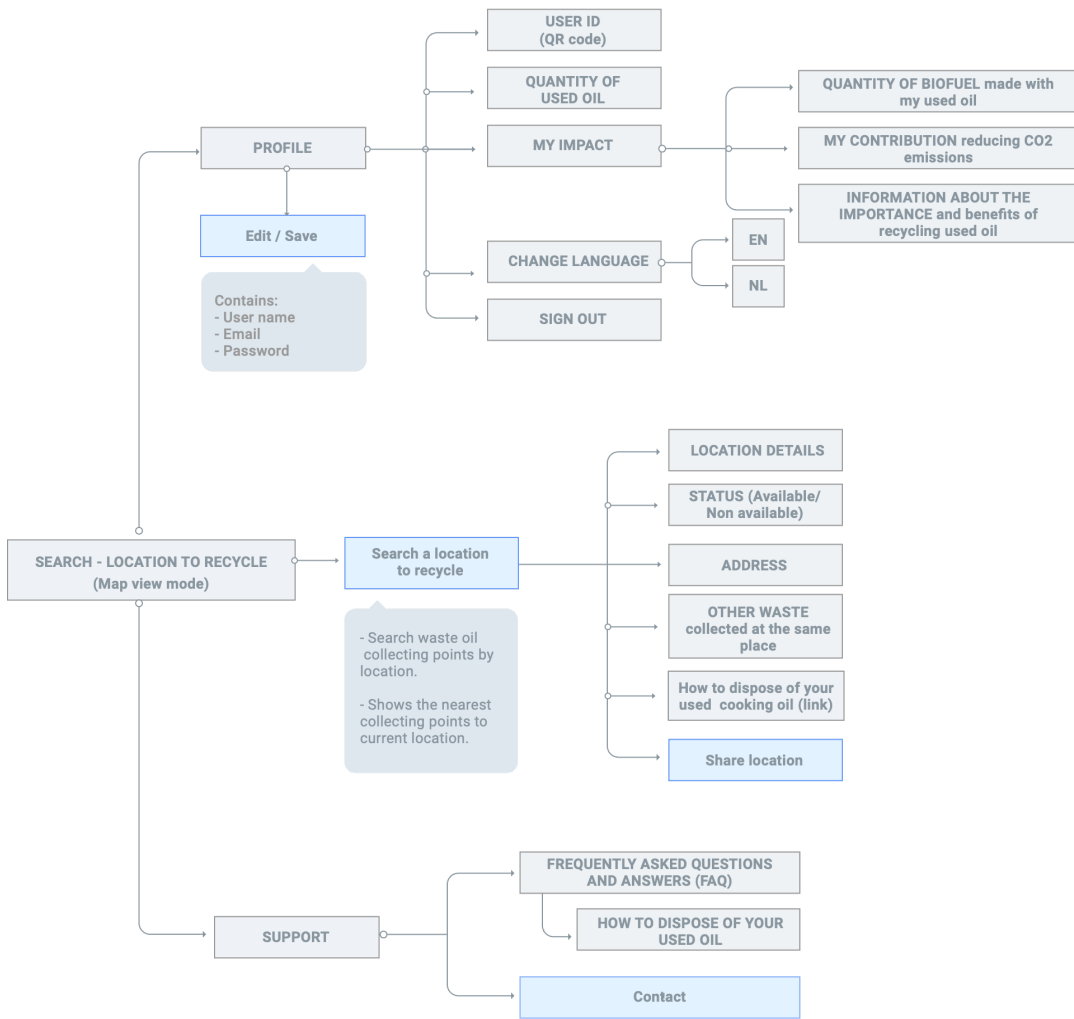 USER ID
(QR code)
QUANTITY OF
USED OIL
QUANTITY OF BIOFUEL made with
my used oil
PROFILE
MY IMPACT
MY CONTRIBUTION reducing CO2
emissions
INFORMATION ABOUT THE
IMPORTANCE and benefits of
recycling used oil
Edit / Save
EN
CHANGE LANGUAGE
NL
Contains:
- User name
- Email
- Password
SIGN OUT
LOCATION DETAILS
STATUS (Available/
Non available)
SEARCH - LOCATION TO RECYCLE
(Map view mode)
Search a location
to recycle
ADDRESS
OTHER WASTE
collected at the same
place
- Search waste oil
collecting points by
location.
- Shows the nearest
collecting points to
current location.
How to dispose of your
used cooking oil (link)
Share location
FREQUENTLY ASKED QUESTIONS
AND ANSWERS (FAQ)
SUPPORT
HOW TO DISPOSE OF YOUR
USED OIL
Contact